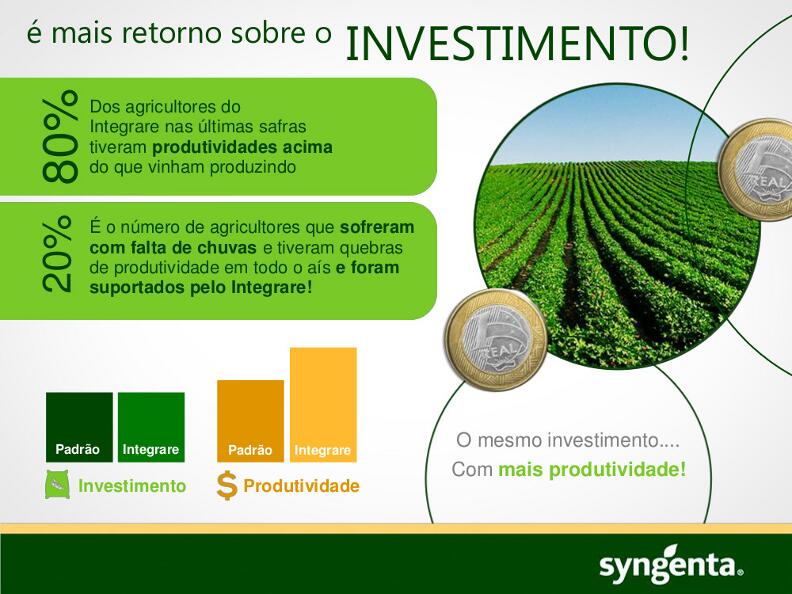 é mais retorno sobre o INVESTIMENTO!
80%
Dos agricultores do
Integrare nas últimas safras
tiveram produtividades acima
do que vinham produzindo
20%
É o número de agricultores que sofreram
com falta de chuvas e tiveram quebras
de produtividade em todo o aís e foram
suportados pelo Integrare!
REAL
REAL
Padrão Integrare Padrão Integrare
Investimento $ Produtividade
O mesmo investimento....
Com mais produtividade!
syngenta®